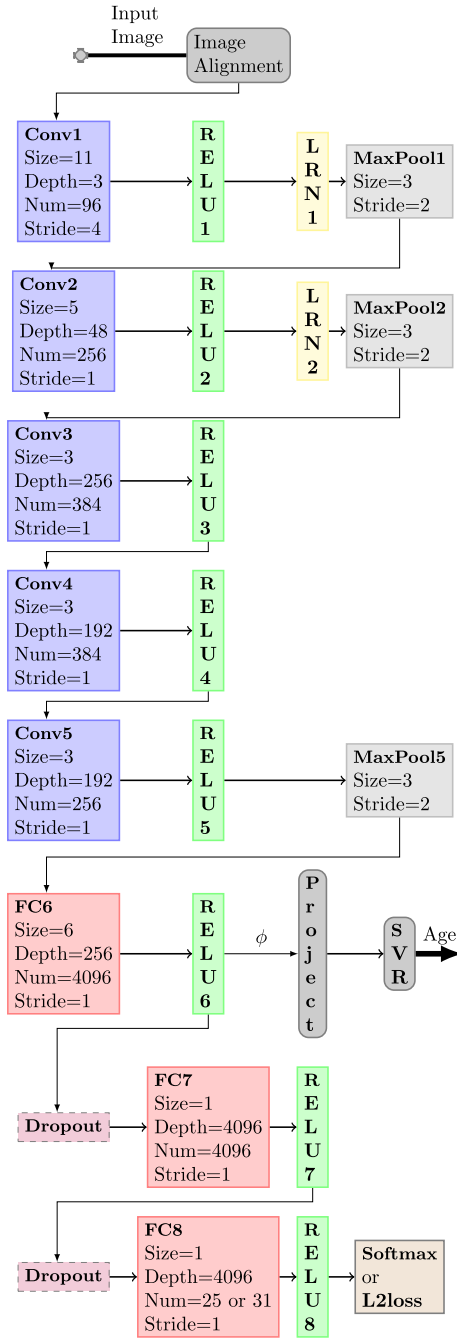 Input
Image
Image
Alignment
Conv1
Size=11
Depth=3
Num=96
Stride=4
R
E
L
U
1
L
R
N
1
MaxPool1
Size=3
Stride=2
Conv2
Size=5
Depth=48
Num=256
Stride=1
R
E
L
U
2
L
R
N
2
MaxPool2
Size=3
Stride=2
Conv3
Size=3
Depth=256
Num=384
Stride=1
R
E
L
U
3
Conv4
Size=3
Depth=192
Num=384
Stride=1
R
E
L
U
4
Conv5
Size=3
Depth=192
Num=256
Stride=1
R
E
L
U
5
MaxPool5
Size=3
Stride=2
FC6
Size=6
Depth=256
Num=4096
Stride=1
R
E
L
U
6
ϕ
P
r
o
j
e
c
t
S
V
R
Age
Dropout
FC7
Size=1
Depth=4096
Num=4096
Stride=1
R
E
L
U
7
Dropout
FC8
Size=1
Depth=4096
Num=25 or 31
Stride=1
R
E
L
U
8
Softmax
or
L2loss